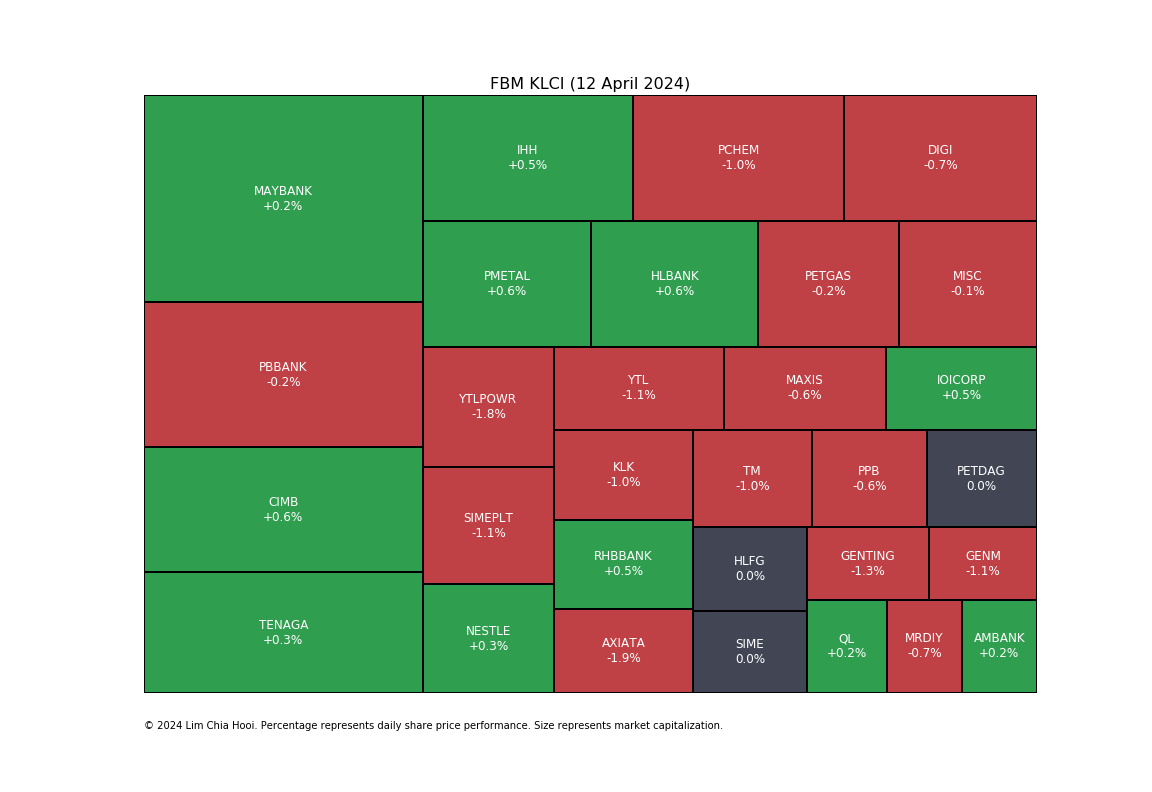 FBM KLCI (12 April 2024)
MAYBANK
+0.2%
PBBANK
-0.2%
CIMB
+0.6%
TENAGA
+0.3%
IHH
+0.5%
PCHEM
-1.0%
DIGI
-0.7%
PMETAL
+0.6%
HLBANK
+0.6%
PETGAS
-0.2%
MISC
-0.1%
YTLPOWR
-1.8%
SIMEPLT
-1.1%
NESTLE
+0.3%
YTL
-1.1%
MAXIS
-0.6%
IOICORP
+0.5%
KLK
-1.0%
RHBBANK
+0.5%
AXIATA
-1.9%
TM
-1.0%
PPB
-0.6%
PETDAG
0.0%
HLFG
0.0%
SIME
0.0%
GENTING
-1.3%
GENM
-1.1%
QL
+0.2%
MRDIY
-0.7%
AMBANK
+0.2%
© 2024 Lim Chia Hooi. Percentage represents daily share price performance. Size represents market capitalization.